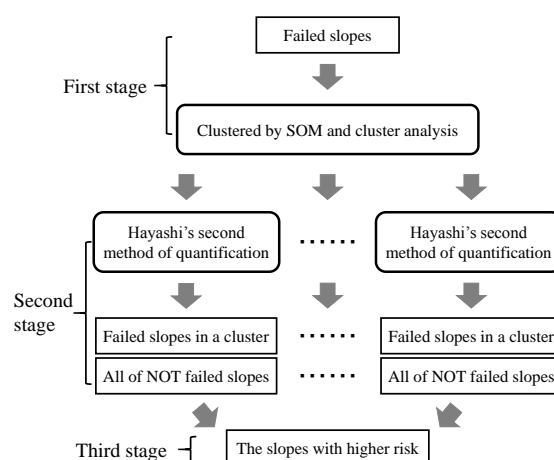 Failed slopes
First stage
Clustered by SOM and cluster analysis
Hayashi's second
method of quantification
......
Hayashi's second
method of quantification
Second
stage
Failed slopes in a cluster
......
Failed slopes in a cluster
All of NOT failed slopes
......
All of NOT failed slopes
Third stage
The slopes with higher risk